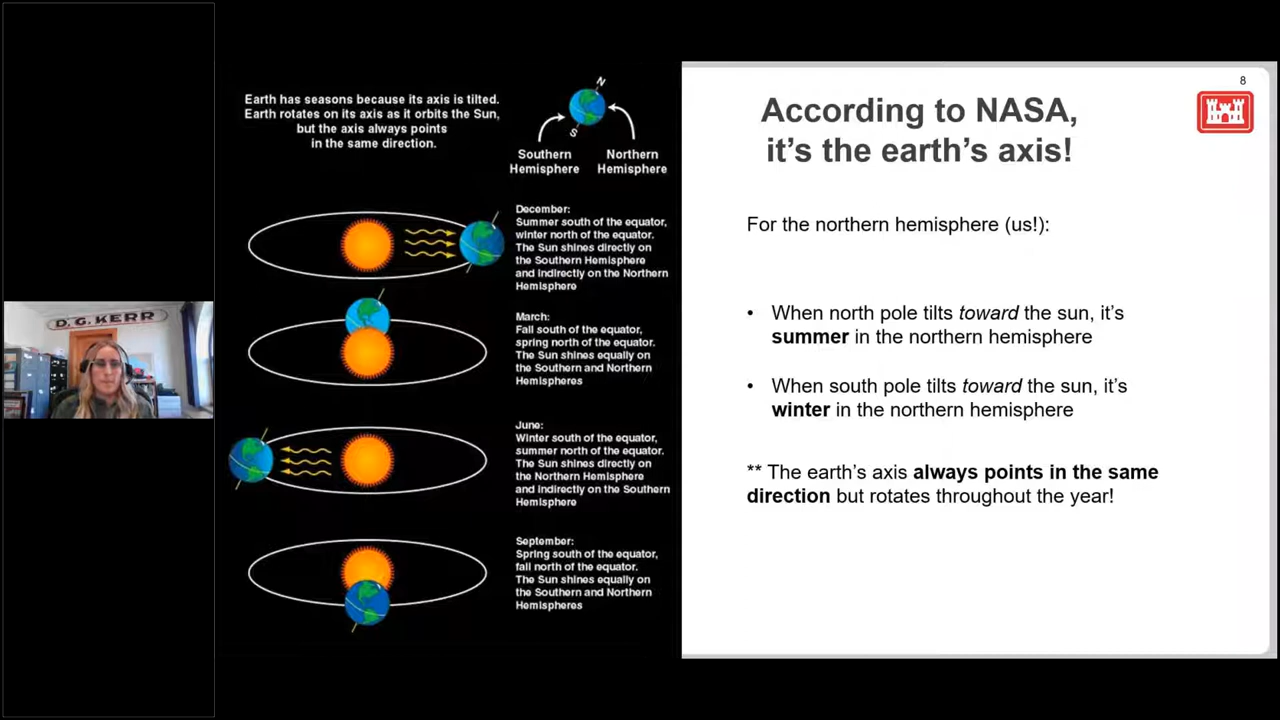 D. G. KERR
Earth has seasons because its axis is tilted.
Earth rotates on its axis as it orbits the Sun,
but the axis always points
in the same direction.
N
S
Southern
Hemisphere
Northern
Hemisphere
December:
Summer south of the equator,
winter north of the equator.
The Sun shines directly on
the Southern Hemisphere
and indirectly on the Northern
Hemisphere
March:
Fall south of the equator,
spring north of the equator.
The Sun shines equally on
the Southern and Northern
Hemispheres
June:
Winter south of the equator,
summer north of the equator.
The Sun shines directly on
the Northern Hemisphere
and indirectly on the Southern
Hemisphere
September:
Spring south of the equator,
fall north of the equator.
The Sun shines equally on
the Southern and Northern
Hemispheres
8
According to NASA,
it's the earth's axis!
For the northern hemisphere (us!):
• When north pole tilts toward the sun, it's
summer in the northern hemisphere
• When south pole tilts toward the sun, it's
winter in the northern hemisphere
** The earth's axis always points in the same
direction but rotates throughout the year!